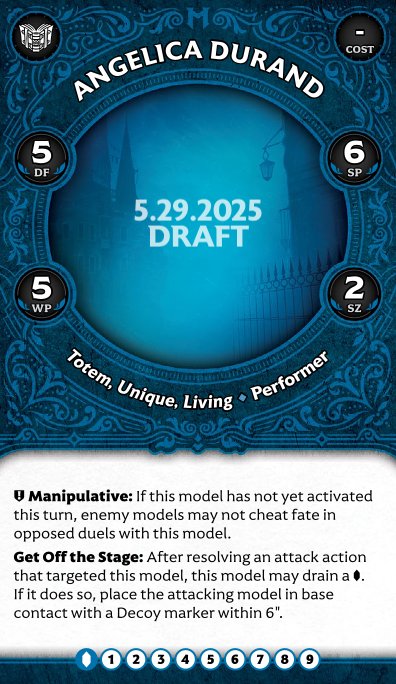 -
COST
ANGELICA DURAND
5
DF
6
SP
5.29.2025
DRAFT
5
WP
2
SZ
Totem, Unique, Living ⬥ Performer
Manipulative: If this model has not yet activated
this turn, enemy models may not cheat fate in
opposed duels with this model.
Get Off the Stage: After resolving an attack action
that targeted this model, this model may drain a .
If it does so, place the attacking model in base
contact with a Decoy marker within 6".
1 2 3 4 5 6 7 8 9